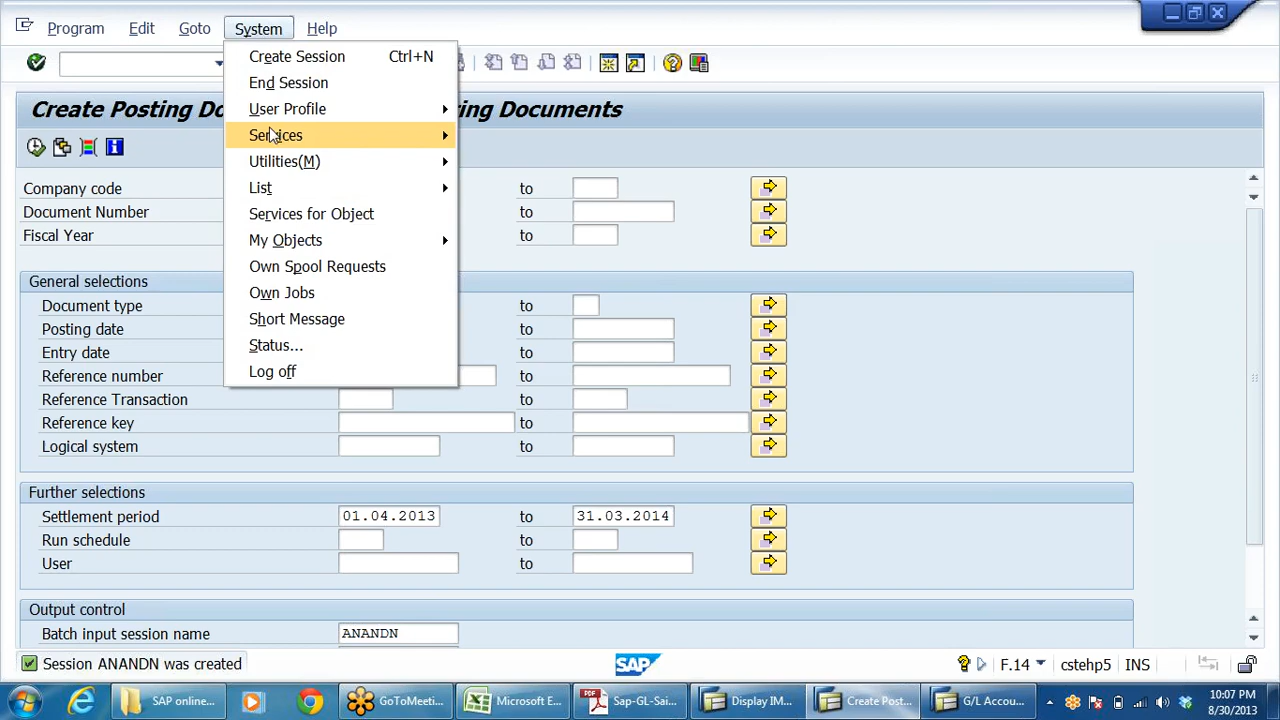 Program Edit Goto System Help
Create Session Ctrl+N
End Session
User Profile
Services
Utilities(M)
List
Services for Object
My Objects
Own Spool Requests
Own Jobs
Short Message
Status...
Log off
Create Posting Do ing Documents
Company code to
Document Number to
Fiscal Year to
General selections
Document type to
Posting date to
Entry date to
Reference number to
Reference Transaction to
Reference key to
Logical system to
Further selections
Settlement period 01.04.2013 to 31.03.2014
Run schedule to
User to
Output control
Batch input session name ANANDN
Session ANANDN was created SAP F.14 cstehp5 INS
SAP online... GoToMeeti... Microsoft E... Sap-GL-Sai... Display IM... Create Post... G/L Accou...
10:07 PM
8/30/2013